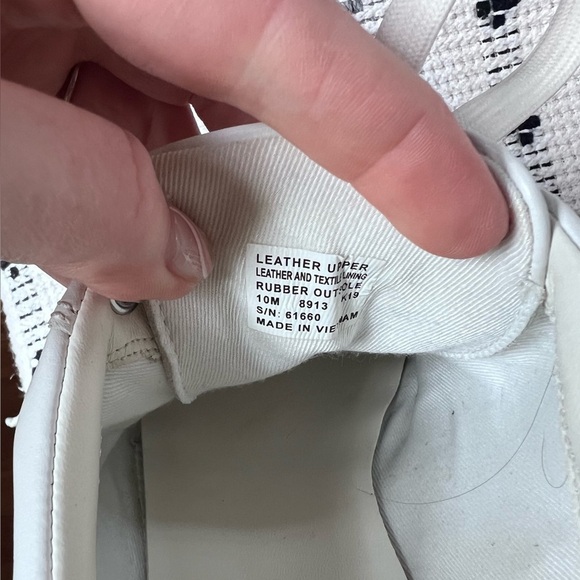 LEATHER UPPER
LEATHER AND TEXTILE LINING
RUBBER OUTSOLE
10M 8913 K19
S/N: 61660
MADE IN VIETNAM